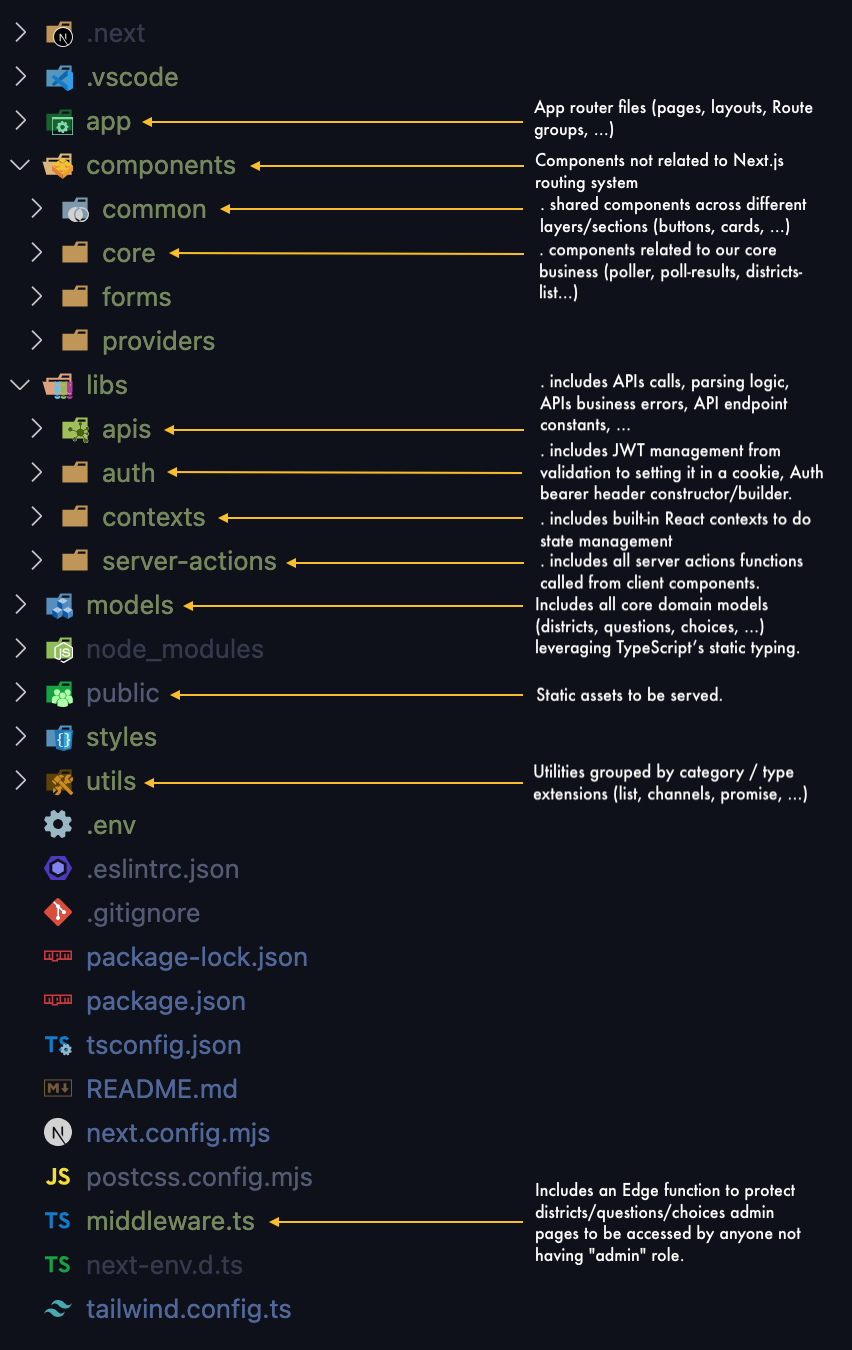 .next
.vscode
app
App router files (pages, layouts, Route
groups, ...)
components
Components not related to Next.js
routing system
common
. shared components across different
layers/sections (buttons, cards, ...)
core
. components related to our core
business (poller, poll-results, districts-
list...)
forms
providers
libs
apis
. includes APIs calls, parsing logic,
APIs business errors, API endpoint
constants, ...
auth
. includes JWT management from
validation to setting it in a cookie, Auth
bearer header constructor/builder.
contexts
. includes built-in React contexts to do
state management
server-actions
. includes all server actions functions
called from client components.
models
Includes all core domain models
(districts, questions, choices, ...)
leveraging TypeScript's static typing.
node_modules
public
Static assets to be served.
styles
utils
Utilities grouped by category / type
extensions (list, channels, promise, ...)
.env
.eslintrc.json
.gitignore
package-lock.json
package.json
TS tsconfig.json
M README.md
N next.config.mjs
JS postcss.config.mjs
TS middleware.ts
Includes an Edge function to protect
districts/questions/choices admin
pages to be accessed by anyone not
having "admin" role.
TS next-env.d.ts
tailwind.config.ts